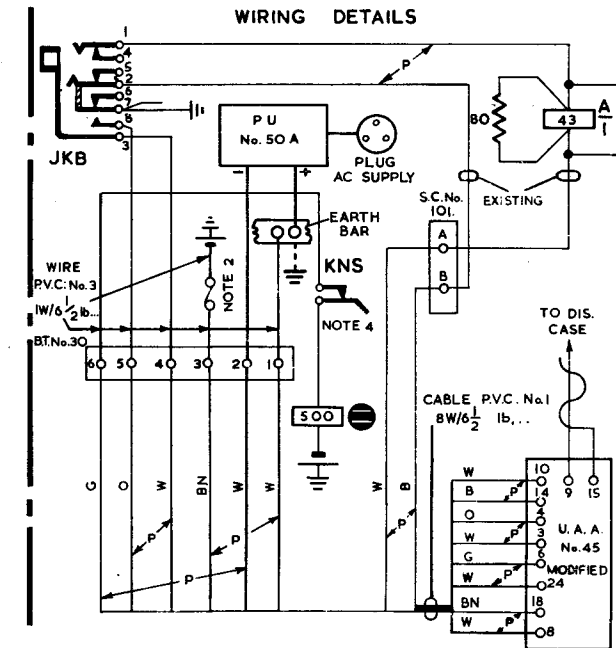 WIRING DETAILS
1
4
5
2
6
7
8
3
JKB
P
P
P U
No. 50 A
- +
PLUG
AC SUPPLY
80
43
A
1
EXISTING
S.C. No.
101.
A
B
EARTH
BAR
KNS
NOTE 4
NOTE 2
WIRE
P.V.C. No. 3
1W/6 1/2 lb...
B.T. No. 30
6 5 4 3 2 1
500
TO DIS.
CASE
CABLE P.V.C. No. 1
8W/6 1/2 lb,..
G O W BN W W W B
P
P
P
P
W 10
B P 14
O 4
W P 3
G 6
W P 24
BN 18
W P 8
9 15
U. A. A.
No. 45
MODIFIED